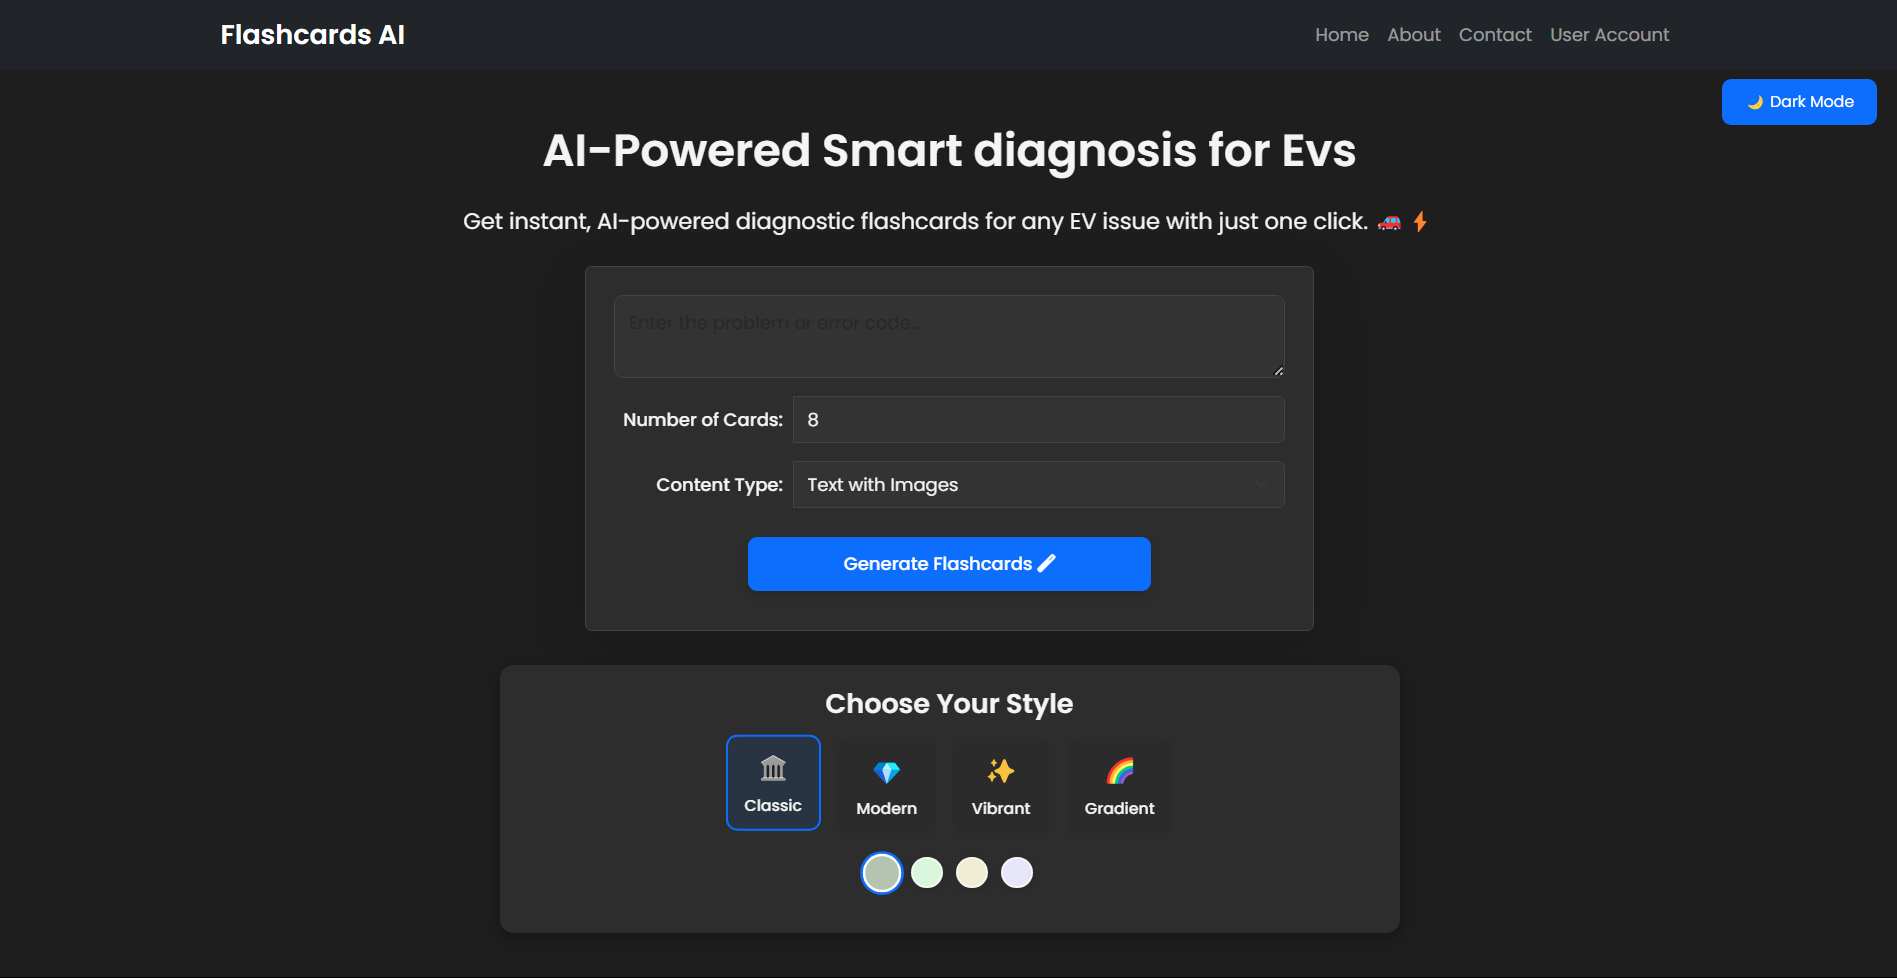 Flashcards AI
Home About Contact User Account
🌙 Dark Mode
AI-Powered Smart diagnosis for Evs
Get instant, AI-powered diagnostic flashcards for any EV issue with just one click. 🚗⚡
Enter the problem or error code...
Number of Cards: 8
Content Type: Text with Images
Generate Flashcards
Choose Your Style
Classic Modern Vibrant Gradient